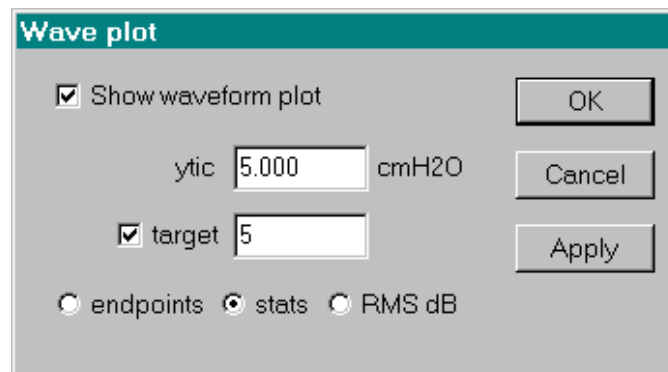 Wave plot
Show waveform plot
OK
ytic 5.000 cmH2O
Cancel
target 5
Apply
endpoints stats RMS dB